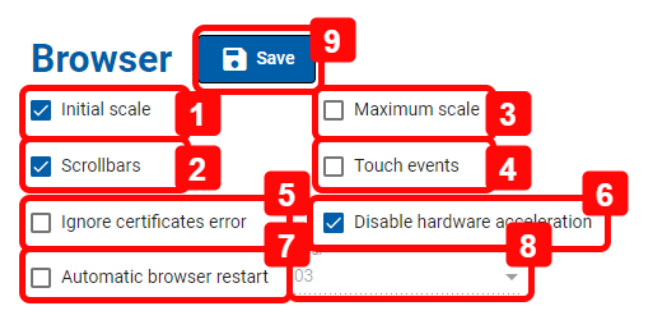 Browser Save 9
Initial scale 1 Maximum scale 3
Scrollbars 2 Touch events 4
Ignore certificates error 5 Disable hardware acceleration 6
Automatic browser restart 7 03 8